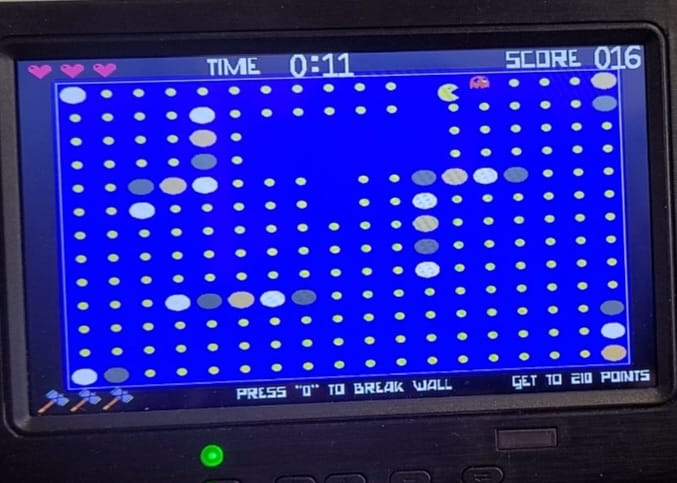 TIME 0:11 SCORE 016
PRESS "O" TO BREAK WALL GET TO 210 POINTS